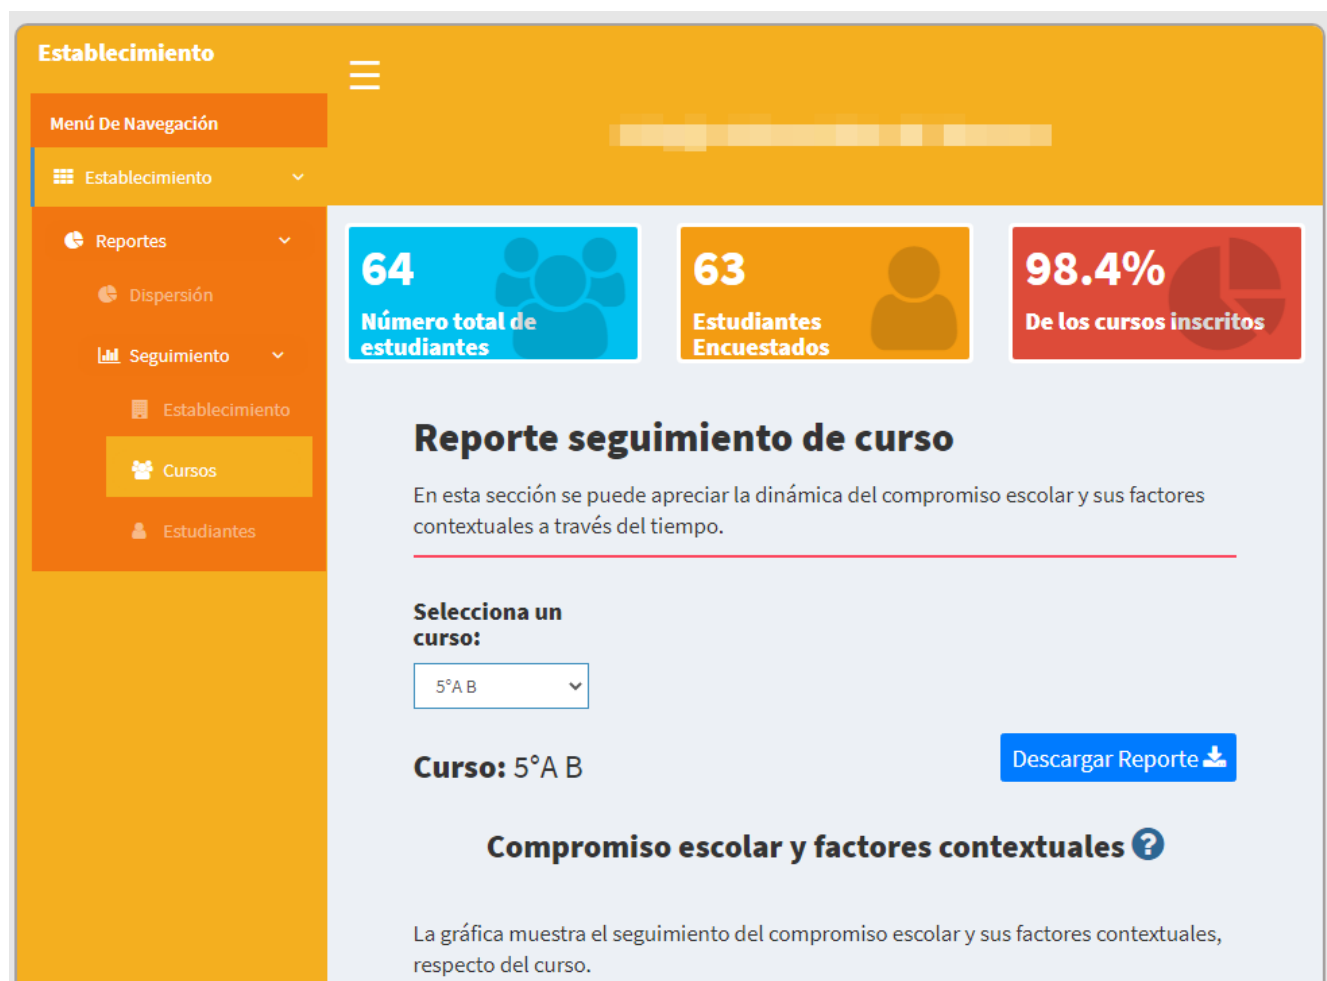 Establecimiento
Menú De Navegación
Establecimiento
Reportes
Dispersión
Seguimiento
Establecimiento
Cursos
Estudiantes
64
Número total de
estudiantes
63
Estudiantes
Encuestados
98.4%
De los cursos inscritos
Reporte seguimiento de curso
En esta sección se puede apreciar la dinámica del compromiso escolar y sus factores
contextuales a través del tiempo.
Selecciona un
curso:
5°A B
Curso: 5°A B
Descargar Reporte
Compromiso escolar y factores contextuales
La gráfica muestra el seguimiento del compromiso escolar y sus factores contextuales,
respecto del curso.